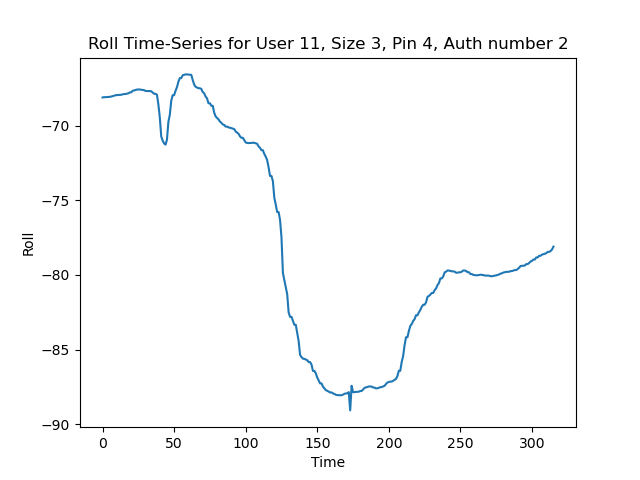 Roll Time-Series for User 11, Size 3, Pin 4, Auth number 2
Roll
−70
−75
−80
−85
−90
0 50 100 150 200 250 300
Time